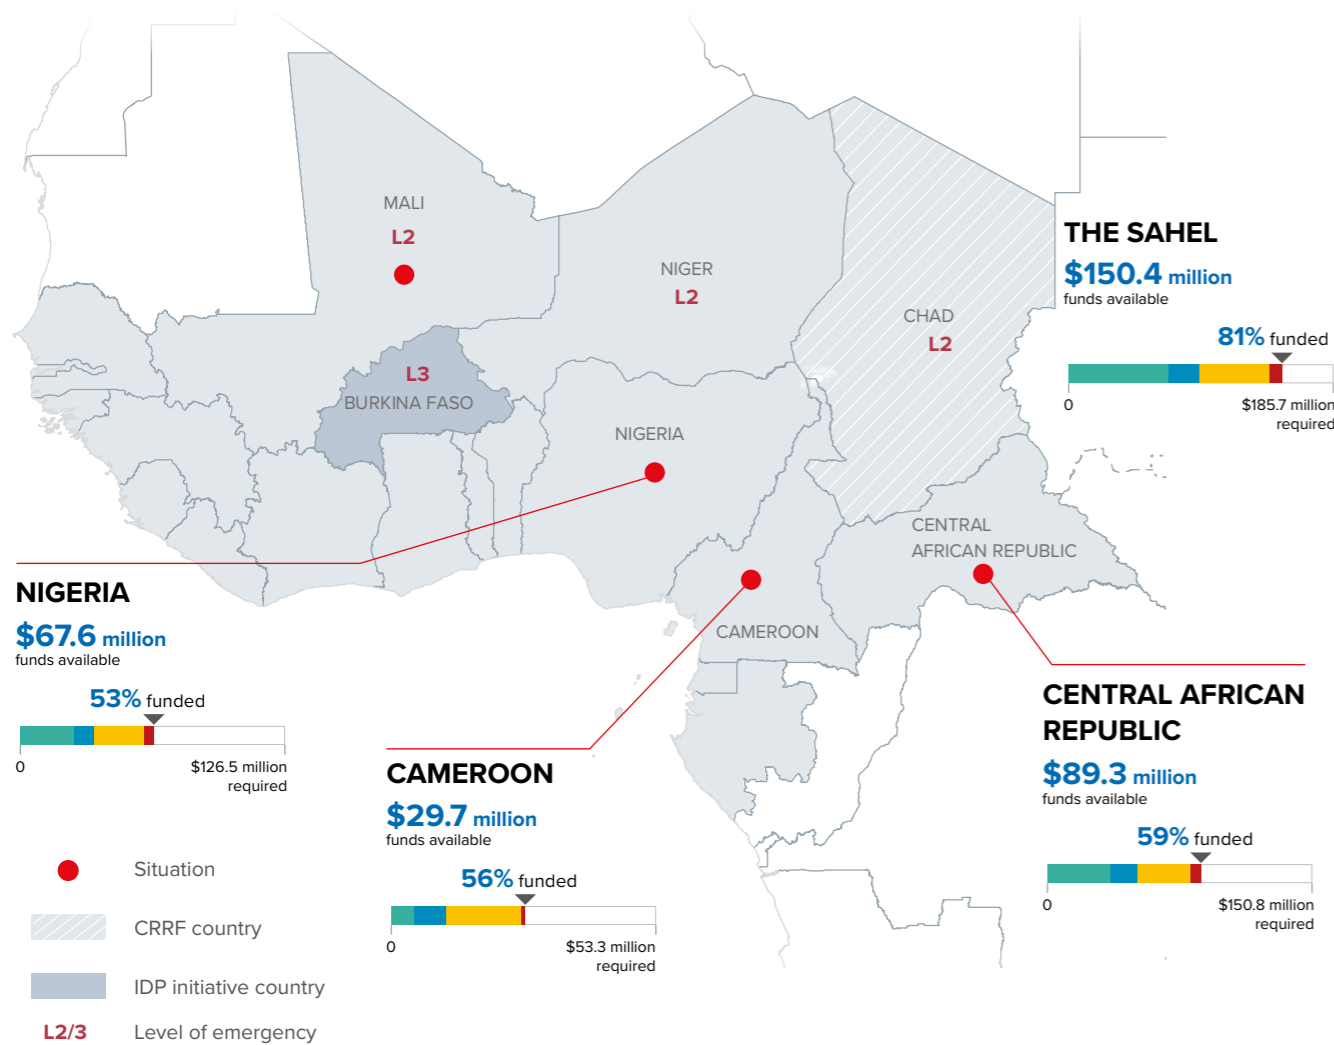 MALI
L2
NIGER
L2
CHAD
L2
L3
BURKINA FASO
NIGERIA
CENTRAL
AFRICAN REPUBLIC
CAMEROON
THE SAHEL
$150.4 million
funds available
81% funded
0
$185.7 million
required
NIGERIA
$67.6 million
funds available
53% funded
0
$126.5 million
required
CAMEROON
$29.7 million
funds available
56% funded
0
$53.3 million
required
CENTRAL AFRICAN
REPUBLIC
$89.3 million
funds available
59% funded
0
$150.8 million
required
Situation
CRRF country
IDP initiative country
L2/3 Level of emergency